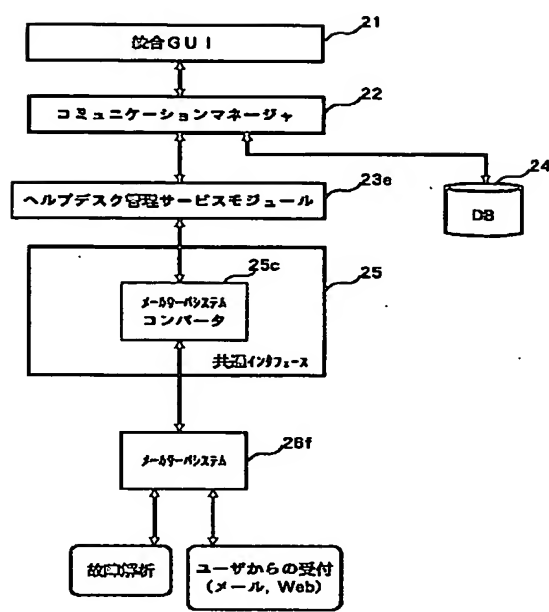 統合GUI
21
コミュニケーションマネージャ
22
ヘルプデスク管理サービスモジュール
23e
24
DB
25c
25
メールサーバシステム
コンバータ
共通インタフェース
メールサーバシステム
26f
故障解析
ユーザからの受付
(メール, Web)